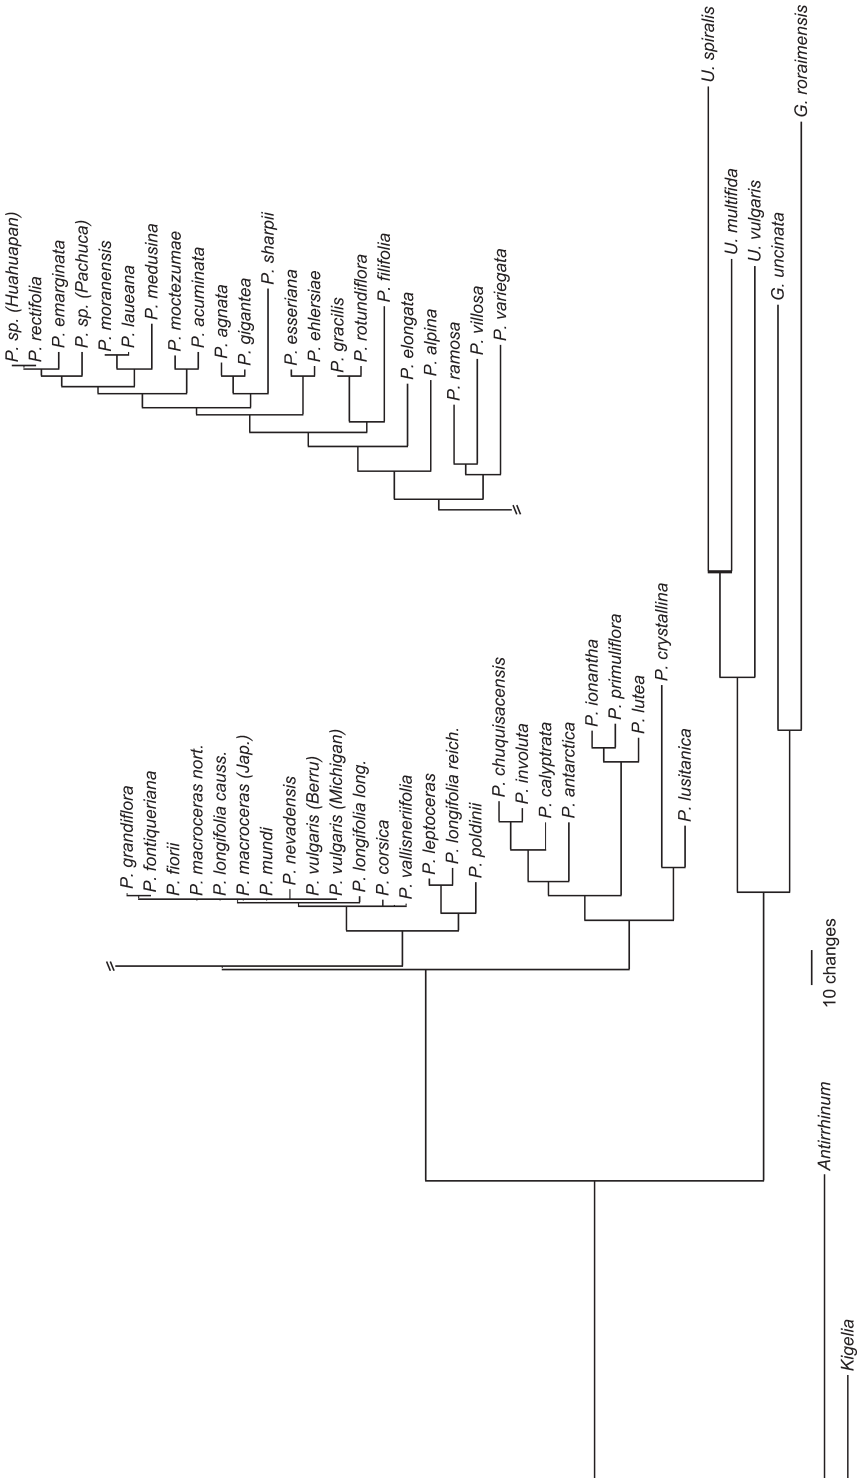 P. sp. (Huahuapan)
P. rectifolia
P. emarginata
P. sp. (Pachuca)
P. moranensis
P. laueana
P. medusina
P. moctezumae
P. acuminata
P. agnata
P. gigantea
P. sharpii
P. esseriana
P. ehlersiae
P. gracilis
P. rotundiflora
P. filifolia
P. elongata
P. alpina
P. ramosa
P. villosa
P. variegata
P. grandiflora
P. fontiqueriana
P. fiorii
P. macroceras nort.
P. longifolia causs.
P. macroceras (Jap.)
P. mundi
P. nevadensis
P. vulgaris (Berru)
P. vulgaris (Michigan)
P. longifolia long.
P. corsica
P. vallisneriifolia
P. leptoceras
P. longifolia reich.
P. poldinii
P. chuquisacensis
P. involuta
P. calyptrata
P. antarctica
P. ionantha
P. primuliflora
P. lutea
P. crystallina
P. lusitanica
U. spiralis
U. multifida
U. vulgaris
G. uncinata
G. roraimensis
Antirrhinum
Kigelia
10 changes